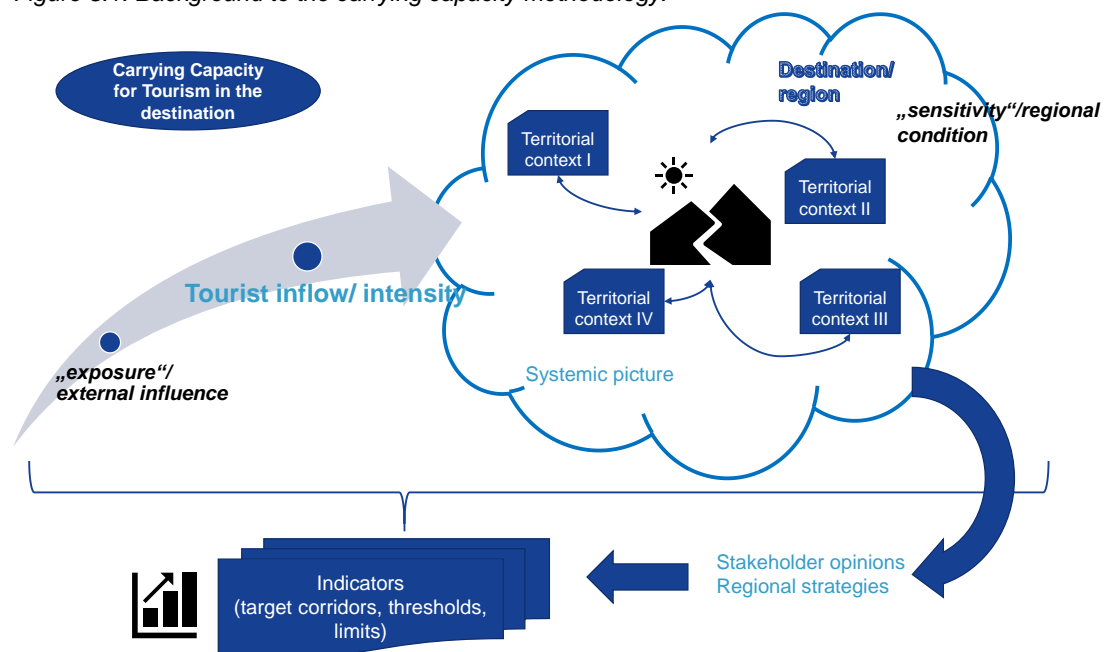 Carrying Capacity
for Tourism in the
destination
Destination/
region
„sensitivity“/regional
condition
Territorial
context I
Territorial
context II
Tourist inflow/ intensity
Territorial
context IV
Territorial
context III
„exposure“/
external influence
Systemic picture
Stakeholder opinions
Regional strategies
Indicators
(target corridors, thresholds,
limits)